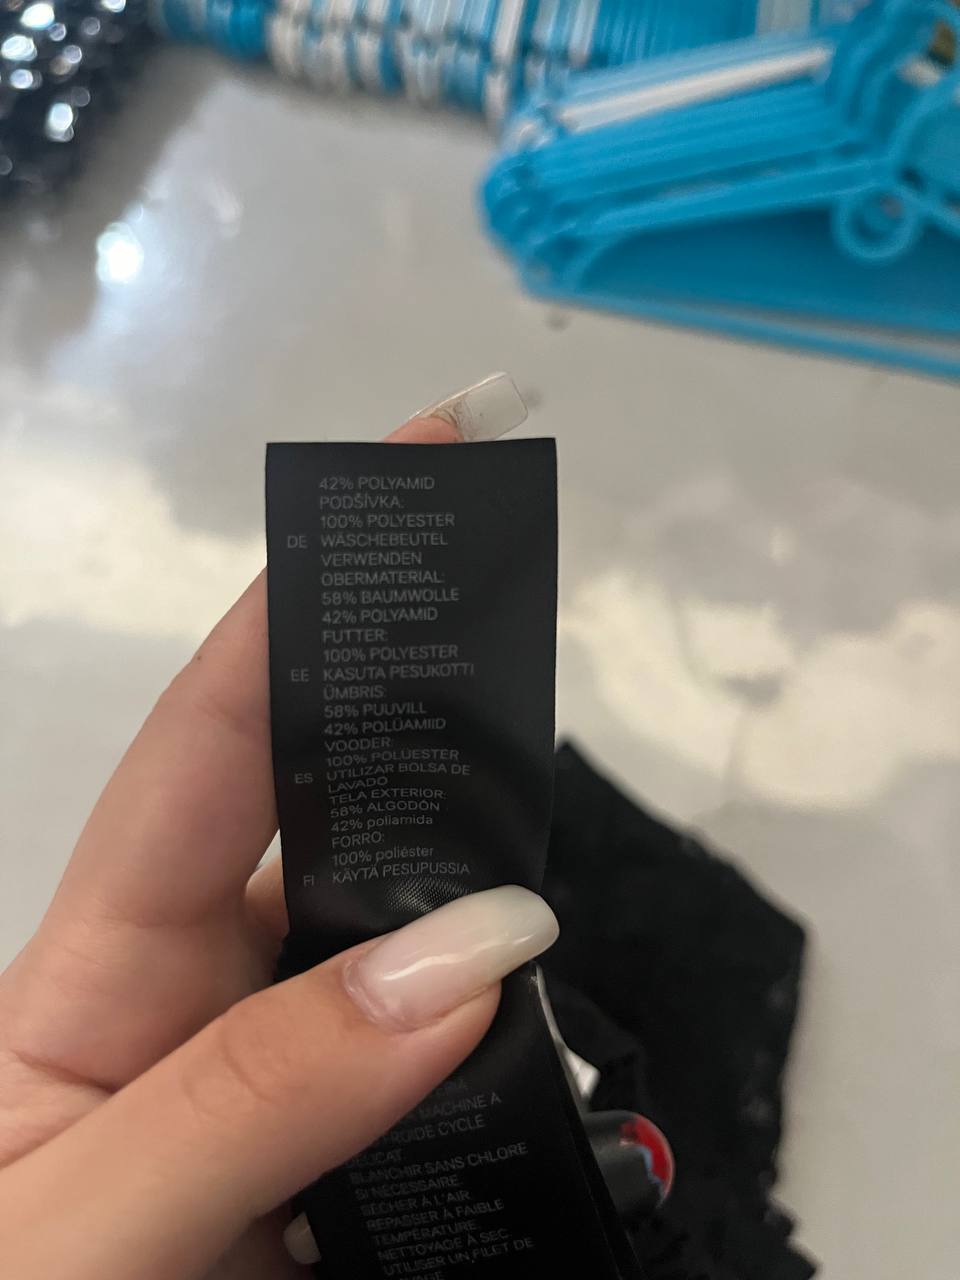 42% POLYAMID
PODŠÍVKA:
100% POLYESTER
DE WÄSCHEBEUTEL
VERWENDEN
OBERMATERIAL:
58% BAUMWOLLE
42% POLYAMID
FUTTER:
100% POLYESTER
EE KASUTA PESUKOTTI
ÜMBRIS:
58% PUUVILL
42% POLÜAMIID
VOODER:
100% POLÜESTER
ES UTILIZAR BOLSA DE
LAVADO
TELA EXTERIOR:
58% ALGODÓN
42% poliamida
FORRO:
100% poliéster
FI KÄYTÄ PESUPUSSIA
MACHINE À
FROIDE CYCLE
DÉLICAT
BLANCHIR SANS CHLORE
SI NÉCESSAIRE
SÉCHER À L'AIR
REPASSER À FAIBLE
TEMPÉRATURE
NETTOYAGE À SEC
UTILISER UN FILET DE